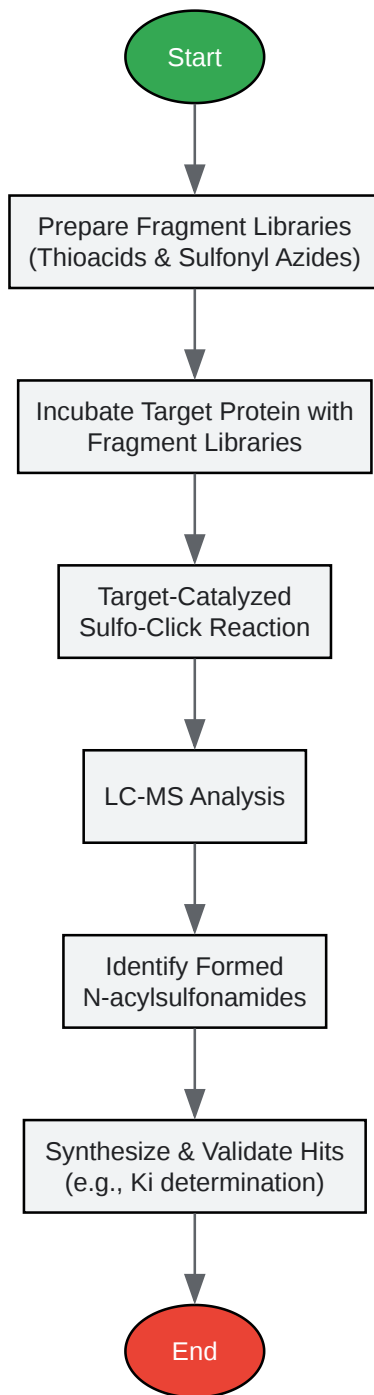 Start
Prepare Fragment Libraries
(Thioacids & Sulfonyl Azides)
Incubate Target Protein with
Fragment Libraries
Target-Catalyzed
Sulfo-Click Reaction
LC-MS Analysis
Identify Formed
N-acylsulfonamides
Synthesize & Validate Hits
(e.g., Ki determination)
End